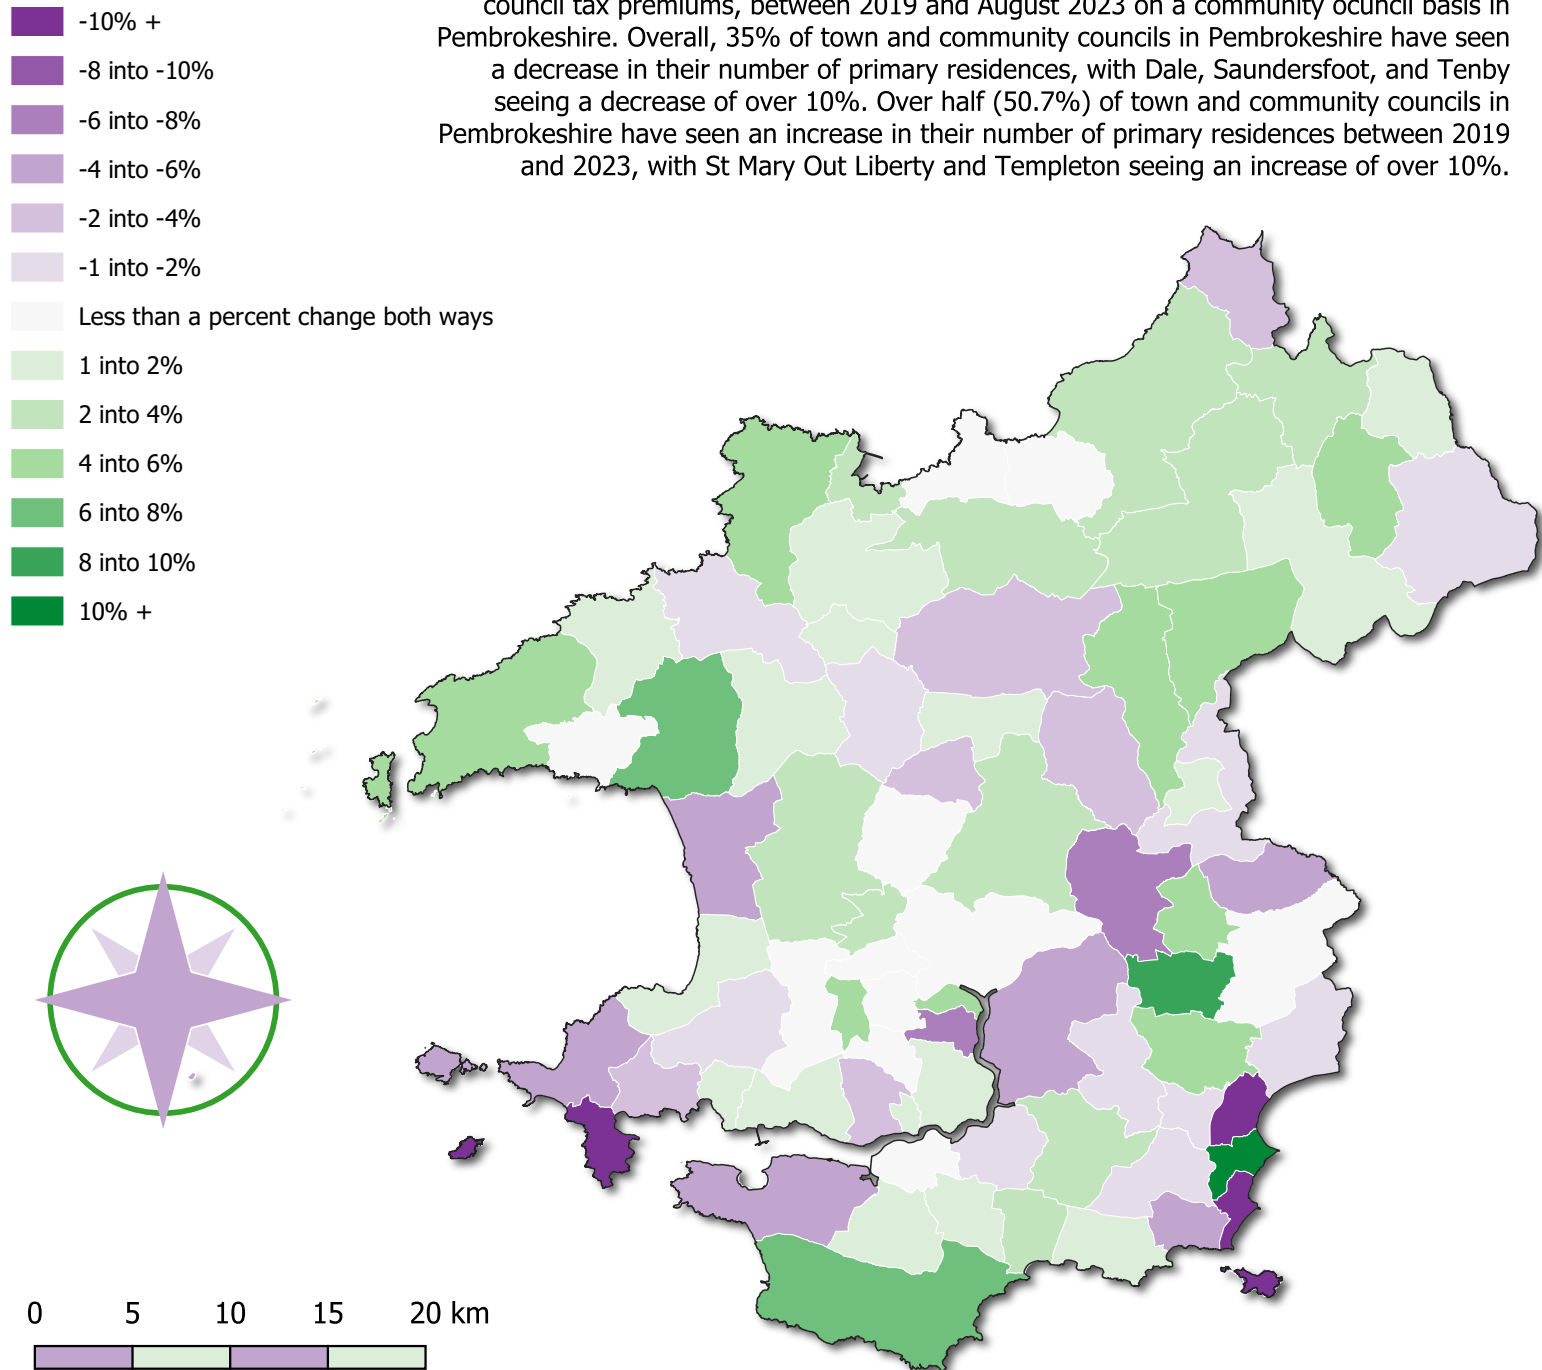 council tax premiums, between 2019 and August 2023 on a community ocuncil basis in
Pembrokeshire. Overall, 35% of town and community councils in Pembrokeshire have seen
a decrease in their number of primary residences, with Dale, Saundersfoot, and Tenby
seeing a decrease of over 10%. Over half (50.7%) of town and community councils in
Pembrokeshire have seen an increase in their number of primary residences between 2019
and 2023, with St Mary Out Liberty and Templeton seeing an increase of over 10%.
-10% +
-8 into -10%
-6 into -8%
-4 into -6%
-2 into -4%
-1 into -2%
Less than a percent change both ways
1 into 2%
2 into 4%
4 into 6%
6 into 8%
8 into 10%
10% +
0 5 10 15 20 km